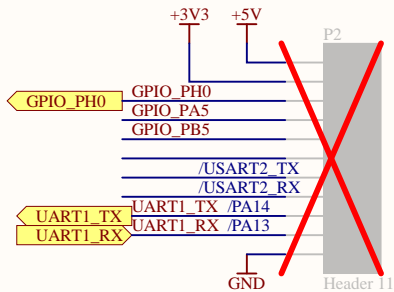 +3V3 +5V
P2
GPIO_PH0 GPIO_PH0
GPIO_PA5
GPIO_PB5
/USART2_TX
/USART2_RX
UART1_TX UART1_TX /PA14
UART1_RX UART1_RX /PA13
GND Header 11